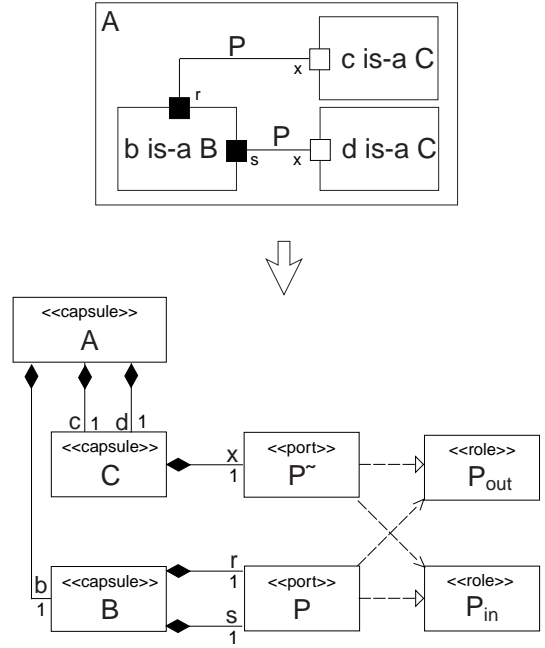 A
P
x
c is-a C
r
b is-a B
P
s
x
d is-a C
<<capsule>>
A
c 1 d 1
<<capsule>>
C
x
1
<<port>>
P~
<<role>>
Pout
b
1
<<capsule>>
B
r
1
s
1
<<port>>
P
<<role>>
Pin